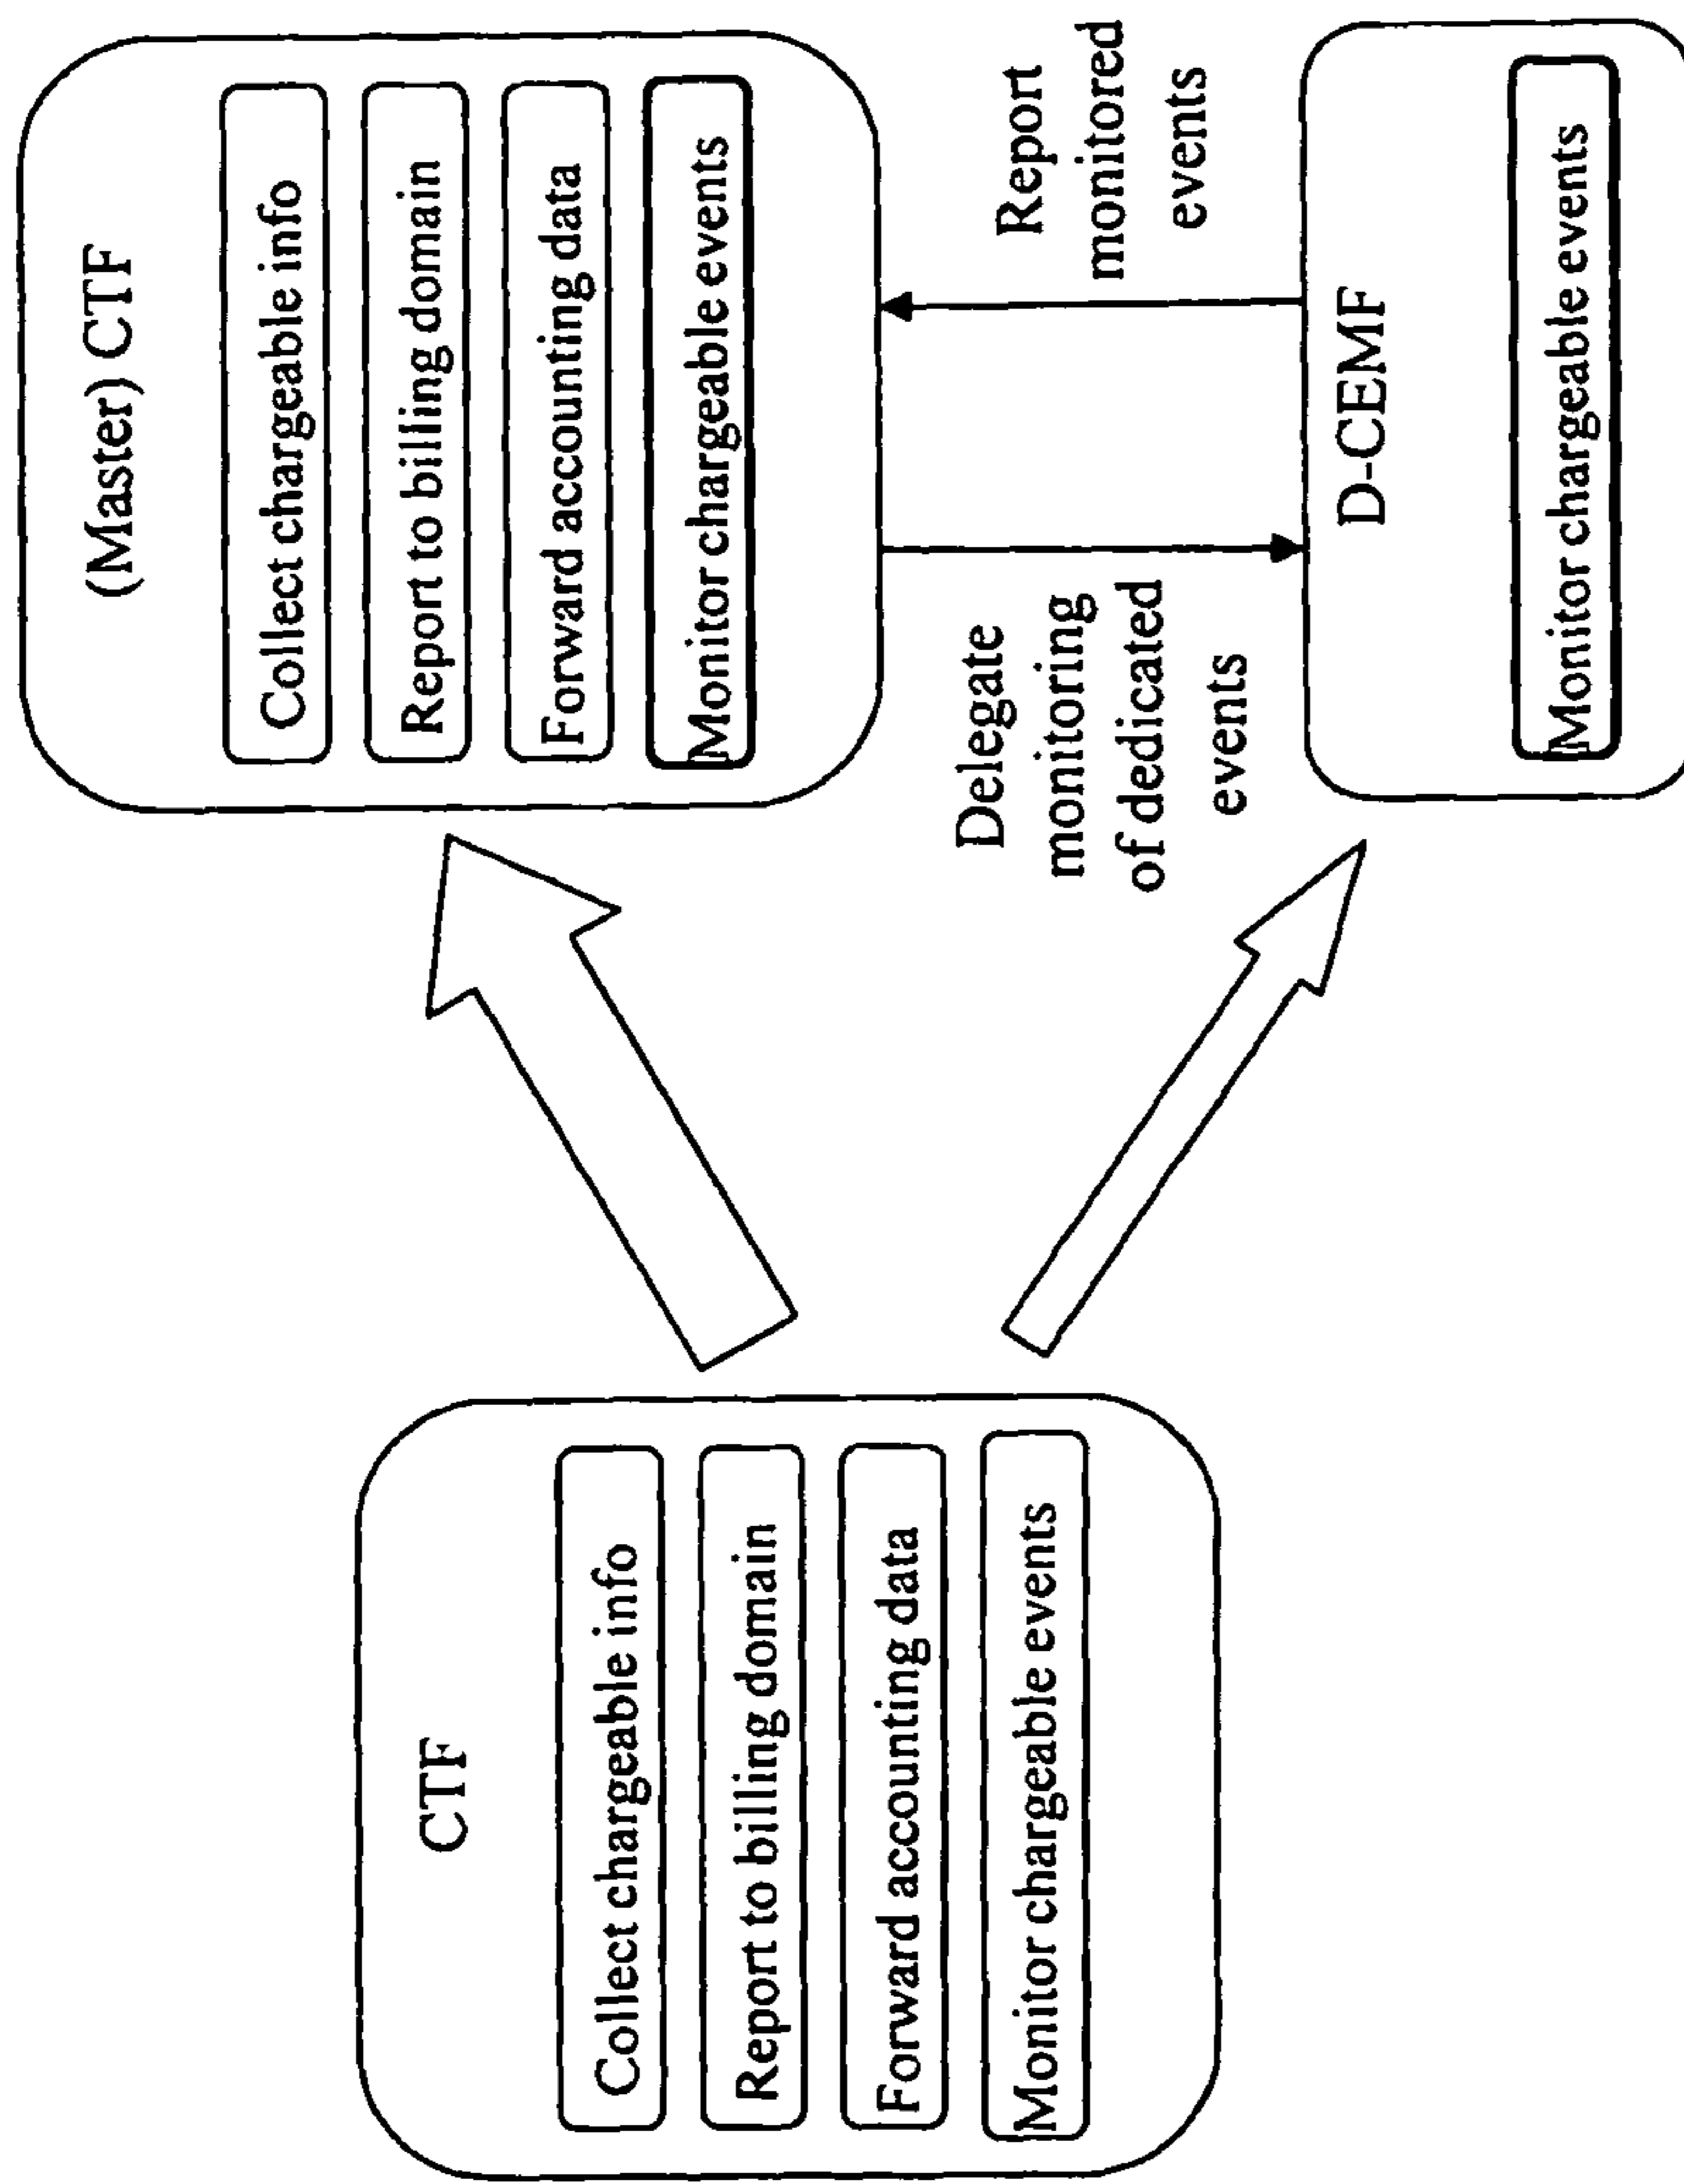 CTF
Collect chargeable info
Report to billing domain
Forward accounting data
Monitor chargeable events
(Master) CTF
Collect chargeable info
Report to billing domain
Forward accounting data
Monitor chargeable events
Delegate
monitoring
of dedicated
events
Report
monitored
events
D-CEMF
Monitor chargeable events